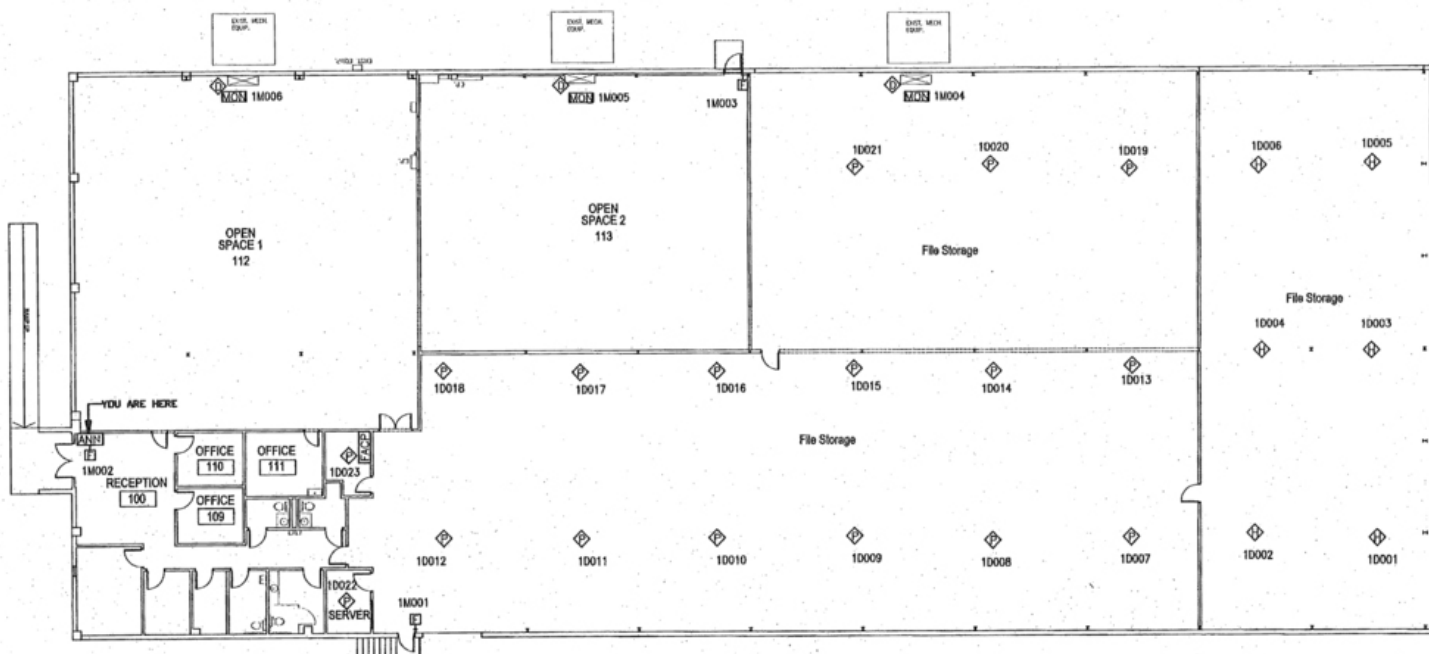 EXIST. MECH.
EQUIP.
EXIST. MECH.
EQUIP.
EXIST. MECH.
EQUIP.
D
MON 1M006
D
MON 1M005
F
1M003
D
MON 1M004
1D021
P
1D020
P
1D019
P
1D006
H
1D005
H
OPEN
SPACE 1
112
OPEN
SPACE 2
113
File Storage
File Storage
1D004
H
1D003
H
P
1D018
P
1D017
P
1D016
P
1D015
P
1D014
P
1D013
YOU ARE HERE
ANN
F
1M002
RECEPTION
100
OFFICE
110
OFFICE
111
OFFICE
109
P
1D023
FACP
File Storage
P
1D012
P
1D011
P
1D010
P
1D009
P
1D008
P
1D007
H
1D002
H
1D001
1D022
P
SERVER
1M001
F